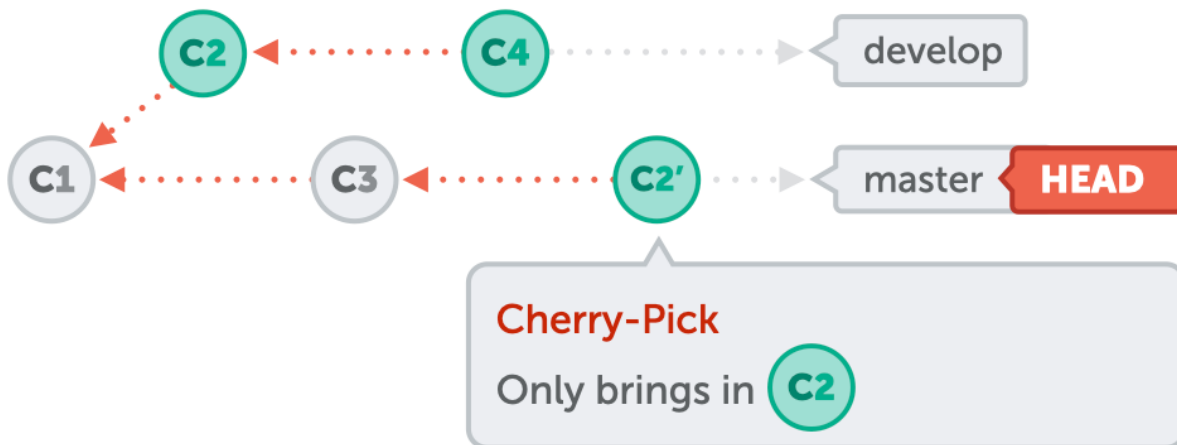 C2 C4 develop
C1 C3 C2' master HEAD
Cherry-Pick
Only brings in C2